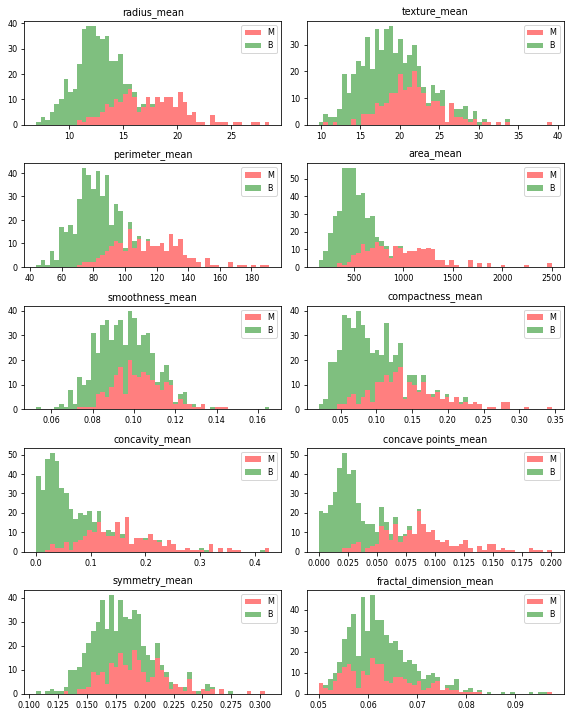 radius_mean
M
B
40
30
20
10
0
10 15 20 25
texture_mean
M
B
30
20
10
0
10 15 20 25 30 35 40
perimeter_mean
M
B
40
30
20
10
0
40 60 80 100 120 140 160 180
area_mean
M
B
50
40
30
20
10
0
500 1000 1500 2000 2500
smoothness_mean
M
B
40
30
20
10
0
0.06 0.08 0.10 0.12 0.14 0.16
compactness_mean
M
B
40
30
20
10
0
0.05 0.10 0.15 0.20 0.25 0.30 0.35
concavity_mean
M
B
50
40
30
20
10
0
0.0 0.1 0.2 0.3 0.4
concave points_mean
M
B
50
40
30
20
10
0
0.000 0.025 0.050 0.075 0.100 0.125 0.150 0.175 0.200
symmetry_mean
M
B
40
30
20
10
0
0.100 0.125 0.150 0.175 0.200 0.225 0.250 0.275 0.300
fractal_dimension_mean
M
B
40
30
20
10
0
0.05 0.06 0.07 0.08 0.09